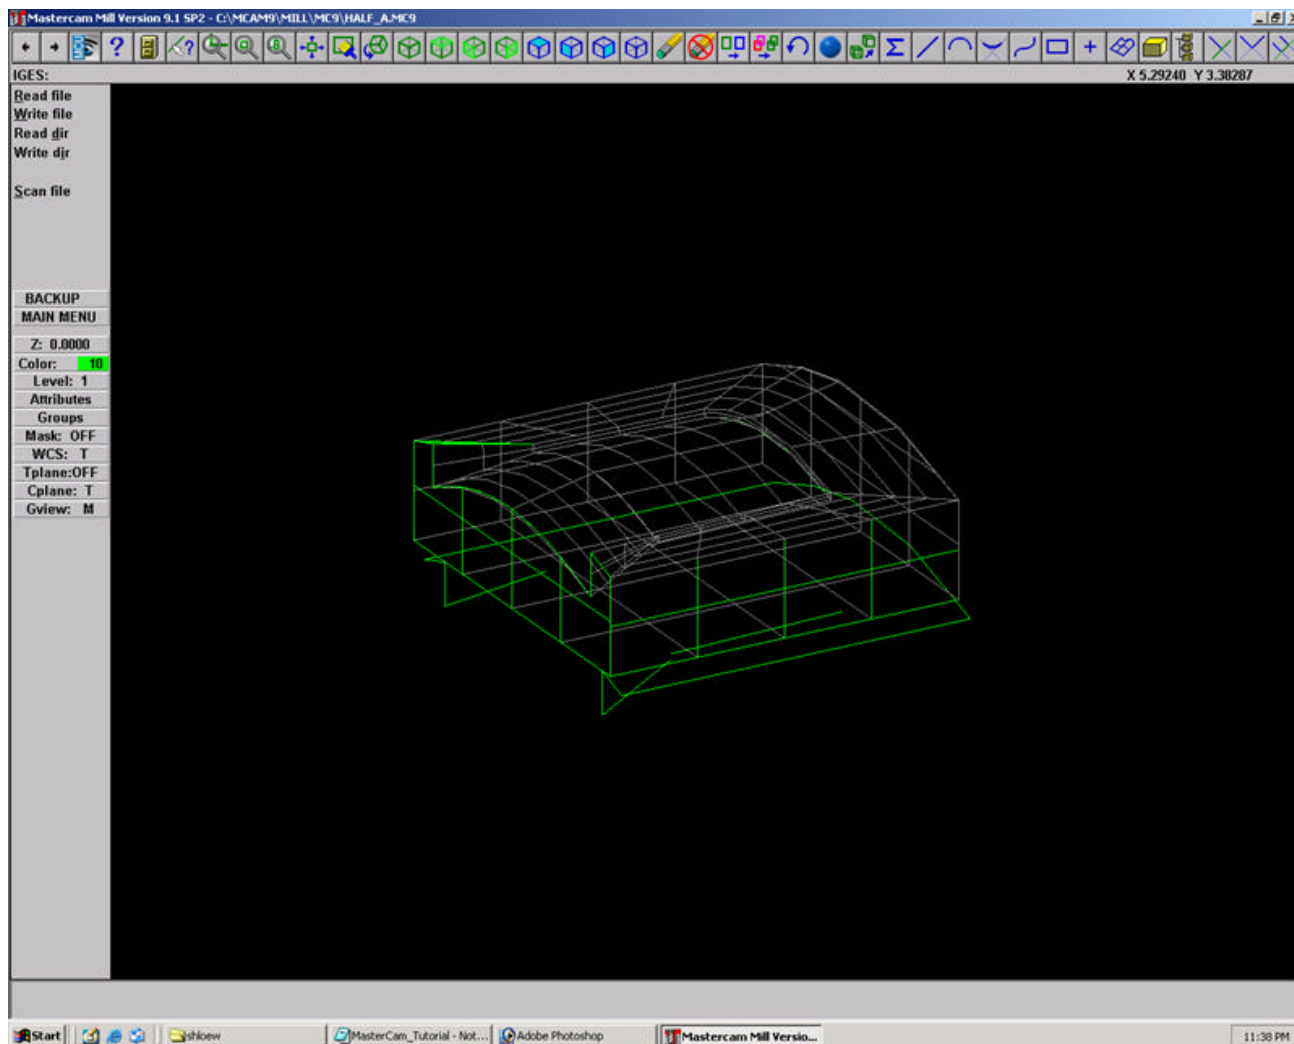 Mastercam Mill Version 9.1 SP2 - C:\MCAM9\MILL\MC9\HALF_A.MC9
IGES:
X 5.29240 Y 3.38287
Read file
Write file
Read dir
Write dir
Scan file
BACKUP
MAIN MENU
Z: 0.0000
Color: 10
Level: 1
Attributes
Groups
Mask: OFF
WCS: T
Tplane:OFF
Cplane: T
Gview: M
Start
shloew
MasterCam_Tutorial - Not...
Adobe Photoshop
Mastercam Mill Versio...
11:38 PM